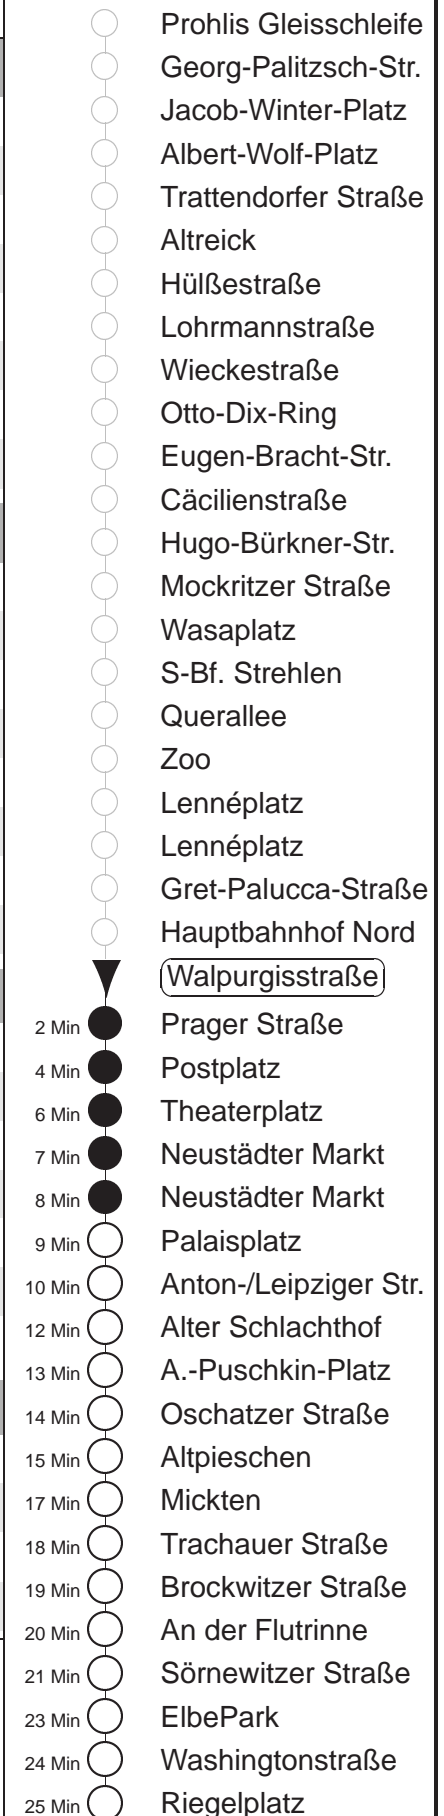 Prohlis Gleisschleife
Georg-Palitzsch-Str.
Jacob-Winter-Platz
Albert-Wolf-Platz
Trattendorfer Straße
Altreick
Hülßestraße
Lohrmannstraße
Wieckestraße
Otto-Dix-Ring
Eugen-Bracht-Str.
Cäcilienstraße
Hugo-Bürkner-Str.
Mockritzer Straße
Wasaplatz
S-Bf. Strehlen
Querallee
Zoo
Lennéplatz
Lennéplatz
Gret-Palucca-Straße
Hauptbahnhof Nord
Walpurgisstraße
2 Min Prager Straße
4 Min Postplatz
6 Min Theaterplatz
7 Min Neustädter Markt
8 Min Neustädter Markt
9 Min Palaisplatz
10 Min Anton-/Leipziger Str.
12 Min Alter Schlachthof
13 Min A.-Puschkin-Platz
14 Min Oschatzer Straße
15 Min Altpieschen
17 Min Mickten
18 Min Trachauer Straße
19 Min Brockwitzer Straße
20 Min An der Flutrinne
21 Min Sörnewitzer Straße
23 Min ElbePark
24 Min Washingtonstraße
25 Min Riegelplatz